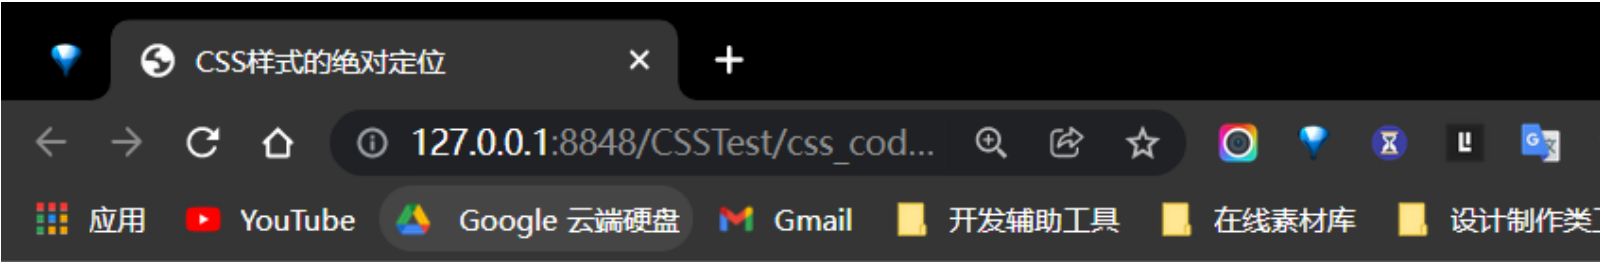 CSS样式的绝对定位
127.0.0.1:8848/CSSTest/css_cod...
应用 YouTube Google 云端硬盘 Gmail 开发辅助工具 在线素材库 设计制作类